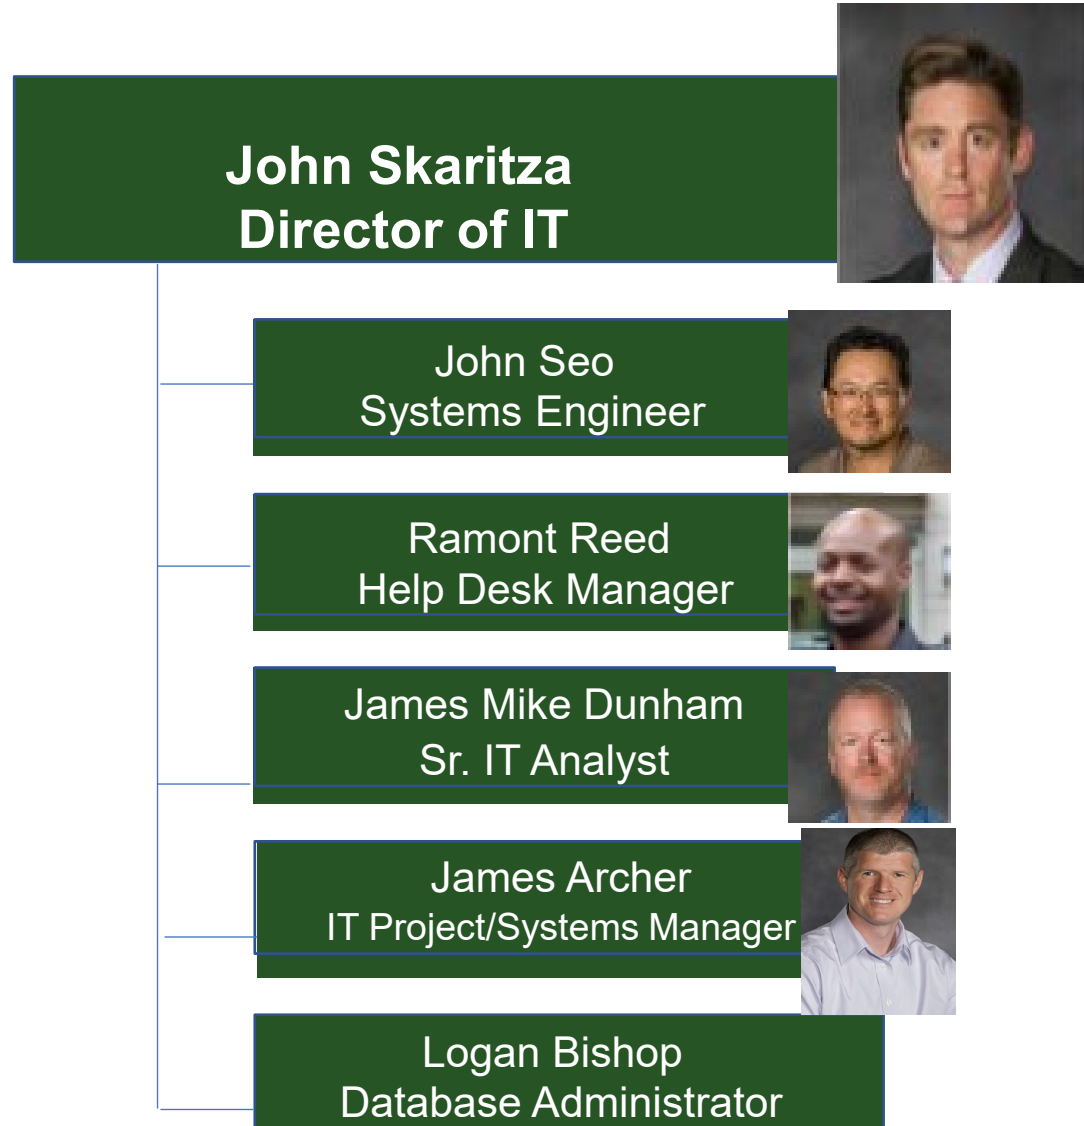 John Skaritza
Director of IT
John Seo
Systems Engineer
Ramont Reed
Help Desk Manager
James Mike Dunham
Sr. IT Analyst
James Archer
IT Project/Systems Manager
Logan Bishop
Database Administrator